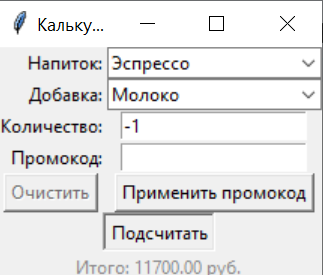 Кальку...
Напиток: Эспрессо
Добавка: Молоко
Количество: -1
Промокод:
Очистить Применить промокод
Подсчитать
Итого: 11700.00 руб.